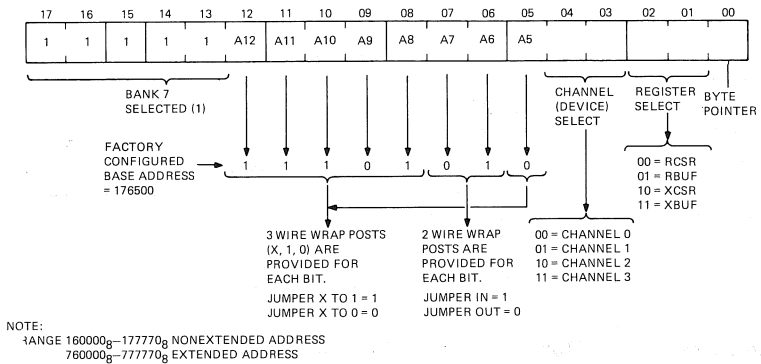 17 16 15 14 13 12 11 10 09 08 07 06 05 04 03 02 01 00
1 1 1 1 1 A12 A11 A10 A9 A8 A7 A6 A5
BANK 7
SELECTED (1)
CHANNEL
(DEVICE)
SELECT
REGISTER
SELECT
BYTE
POINTER
FACTORY
CONFIGURED
BASE ADDRESS
= 176500
1 1 1 0 1 0 1 0
00 = RCSR
01 = RBUF
10 = XCSR
11 = XBUF
3 WIRE WRAP POSTS
(X, 1, 0) ARE
PROVIDED FOR
EACH BIT.
JUMPER X TO 1 = 1
JUMPER X TO 0 = 0
2 WIRE WRAP
POSTS ARE
PROVIDED FOR
EACH BIT.
JUMPER IN = 1
JUMPER OUT = 0
00 = CHANNEL 0
01 = CHANNEL 1
10 = CHANNEL 2
11 = CHANNEL 3
NOTE:
RANGE 160000₈–177770₈ NONEXTENDED ADDRESS
760000₈–777770₈ EXTENDED ADDRESS